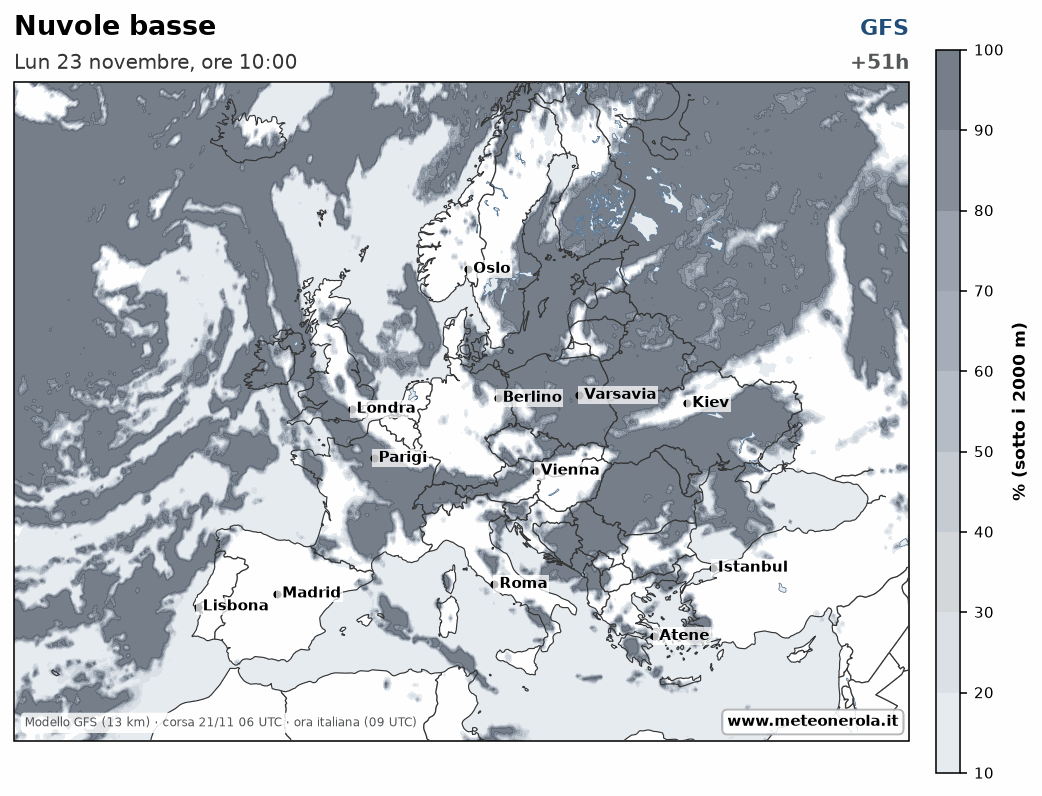 Nuvole basse
GFS
Lun 23 novembre, ore 10:00
+51h
100
90
80
70
60
50
40
30
20
10
% (sotto i 2000 m)
Oslo
Berlino
Varsavia
Kiev
Londra
Parigi
Vienna
Istanbul
Roma
Madrid
Lisbona
Atene
Modello GFS (13 km) · corsa 21/11 06 UTC · ora italiana (09 UTC)
www.meteonerola.it